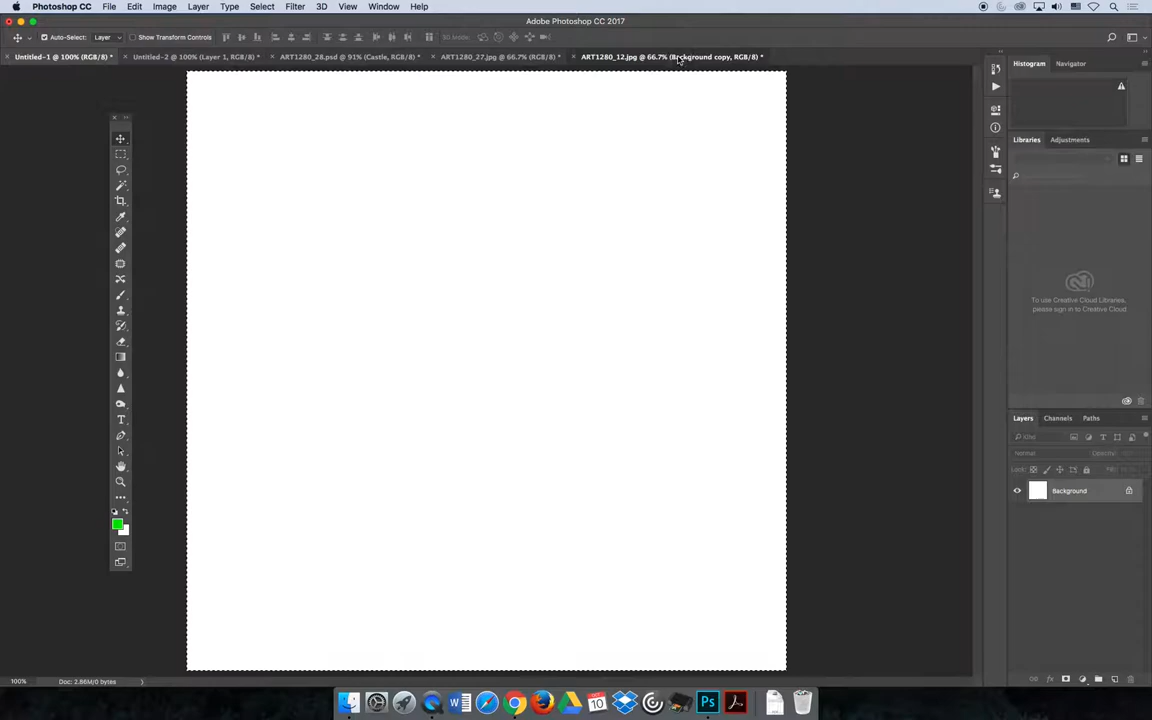 Photoshop CC File Edit Image Layer Type Select Filter 3D View Window Help
Adobe Photoshop CC 2017
Auto-Select: Layer Show Transform Controls 3D Mode:
× Untitled-1 @ 100% (RGB/8) * × Untitled-2 @ 100% (Layer 1, RGB/8) * × ART1280_28.psd @ 91% (Castle, RGB/8) * × ART1280_27.jpg @ 66.7% (RGB/8) * × ART1280_12.jpg @ 66.7% (Background copy, RGB/8) *
Histogram Navigator
Libraries Adjustments
To use Creative Cloud Libraries,
please sign in to Creative Cloud
Layers Channels Paths
Kind
Normal Opacity:
Lock:
Background
100% Doc: 2.86M/0 bytes